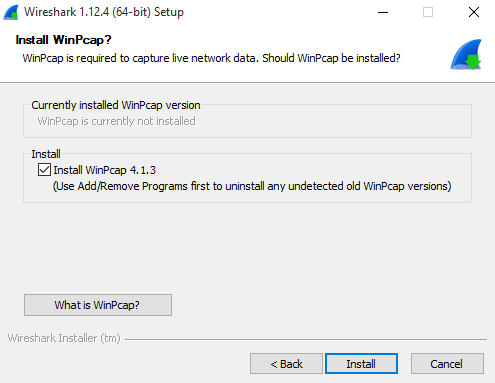 Wireshark 1.12.4 (64-bit) Setup
Install WinPcap?
WinPcap is required to capture live network data. Should WinPcap be installed?
Currently installed WinPcap version
WinPcap is currently not installed
Install
Install WinPcap 4.1.3
(Use Add/Remove Programs first to uninstall any undetected old WinPcap versions)
What is WinPcap?
Wireshark Installer (tm)
< Back
Install
Cancel